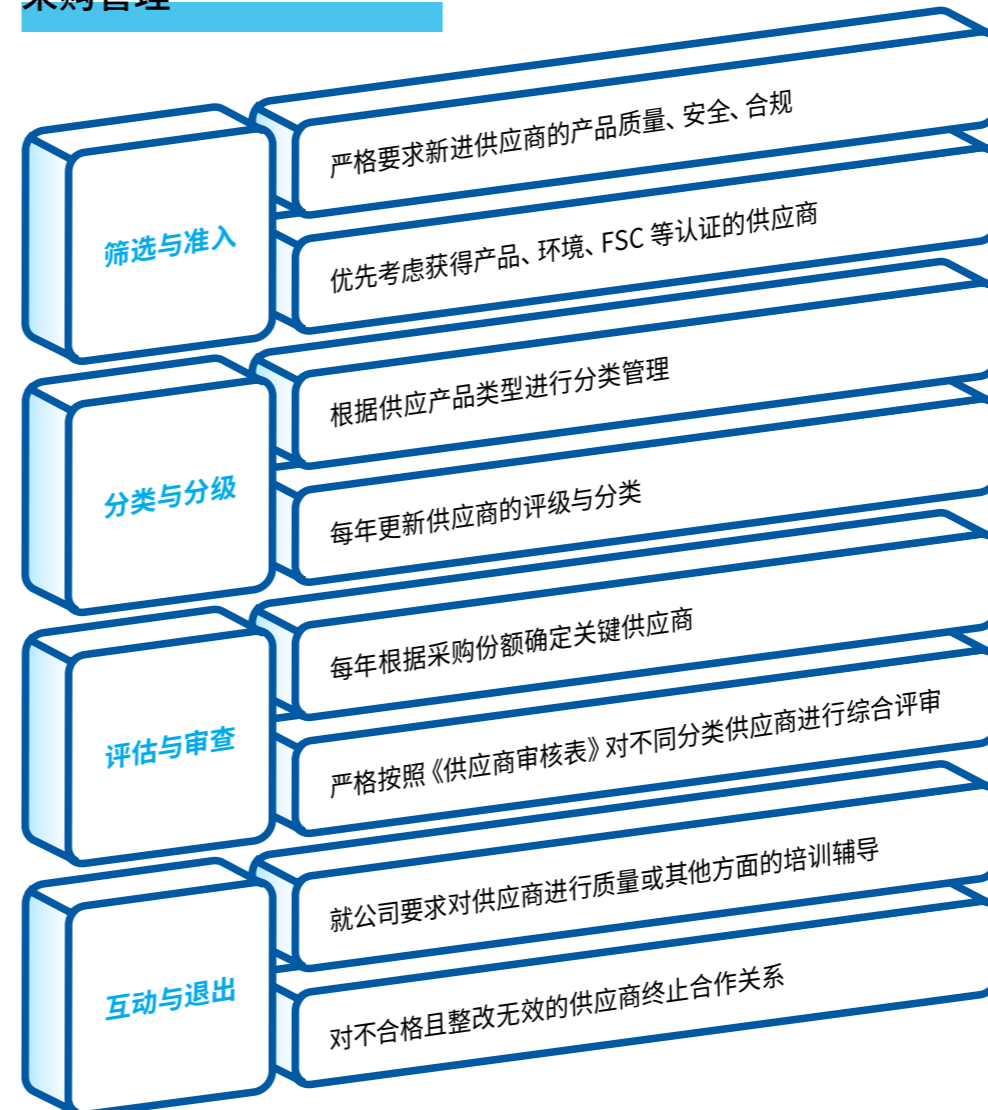 采购管理
筛选与准入
严格要求新进供应商的产品质量、安全、合规
优先考虑获得产品、环境、FSC 等认证的供应商
分类与分级
根据供应产品类型进行分类管理
每年更新供应商的评级与分类
评估与审查
每年根据采购份额确定关键供应商
严格按照《供应商审核表》对不同分类供应商进行综合评审
互动与退出
就公司要求对供应商进行质量或其他方面的培训辅导
对不合格且整改无效的供应商终止合作关系